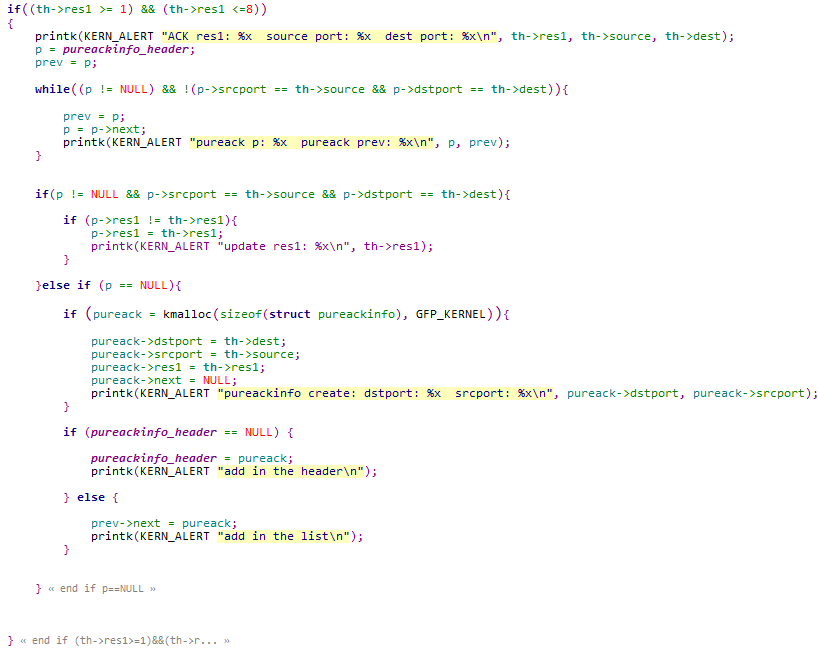 if((th->res1 >= 1) && (th->res1 <=8))
{
    printk(KERN_ALERT "ACK res1: %x  source port: %x  dest port: %x\n", th->res1, th->source, th->dest);
    p = pureackinfo_header;
    prev = p;

    while((p != NULL) && !(p->srcport == th->source && p->dstport == th->dest)){

        prev = p;
        p = p->next;
        printk(KERN_ALERT "pureack p: %x  pureack prev: %x\n", p, prev);
    }


    if(p != NULL && p->srcport == th->source && p->dstport == th->dest){

        if (p->res1 != th->res1){
            p->res1 = th->res1;
            printk(KERN_ALERT "update res1: %x\n", th->res1);
        }

    }else if (p == NULL){

        if (pureack = kmalloc(sizeof(struct pureackinfo), GFP_KERNEL)){

            pureack->dstport = th->dest;
            pureack->srcport = th->source;
            pureack->res1 = th->res1;
            pureack->next = NULL;
            printk(KERN_ALERT "pureackinfo create: dstport: %x  srcport: %x\n", pureack->dstport, pureack->srcport);
        }

        if (pureackinfo_header == NULL) {

            pureackinfo_header = pureack;
            printk(KERN_ALERT "add in the header\n");

        } else {

            prev->next = pureack;
            printk(KERN_ALERT "add in the list\n");
        }


    } « end if p==NULL »



} « end if (th->res1>=1)&&(th->r... »